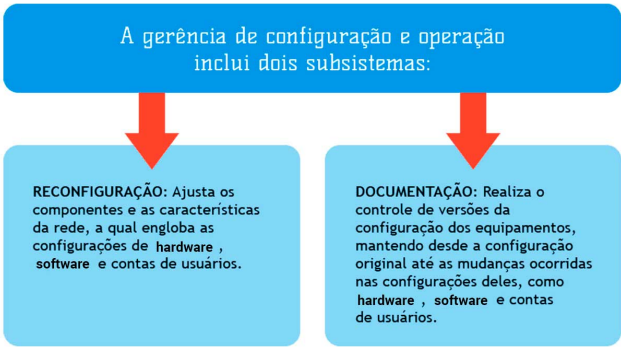 A gerência de configuração e operação
inclui dois subsistemas:
RECONFIGURAÇÃO: Ajusta os
componentes e as características
da rede, a qual engloba as
configurações de hardware ,
software e contas de usuários.
DOCUMENTAÇÃO: Realiza o
controle de versões da
configuração dos equipamentos,
mantendo desde a configuração
original até as mudanças ocorridas
nas configurações deles, como
hardware , software e contas
de usuários.